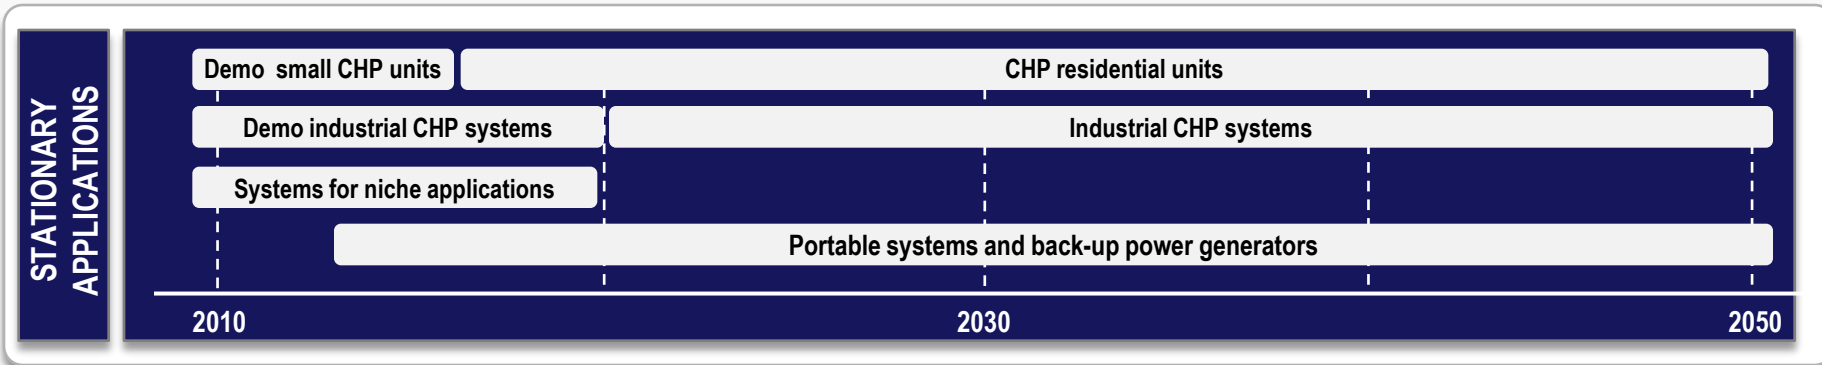 STATIONARY
APPLICATIONS
Demo small CHP units
CHP residential units
Demo industrial CHP systems
Industrial CHP systems
Systems for niche applications
Portable systems and back-up power generators
2010
2030
2050